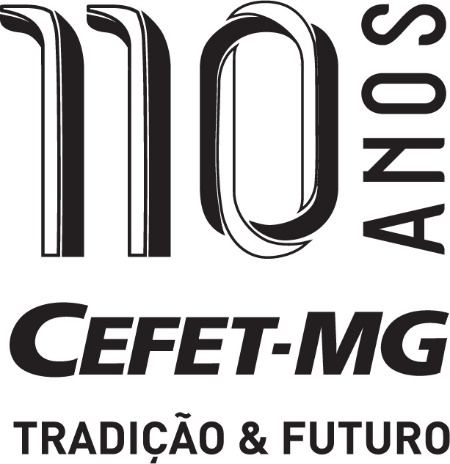 110 ANOS
CEFET-MG
TRADIÇÃO & FUTURO